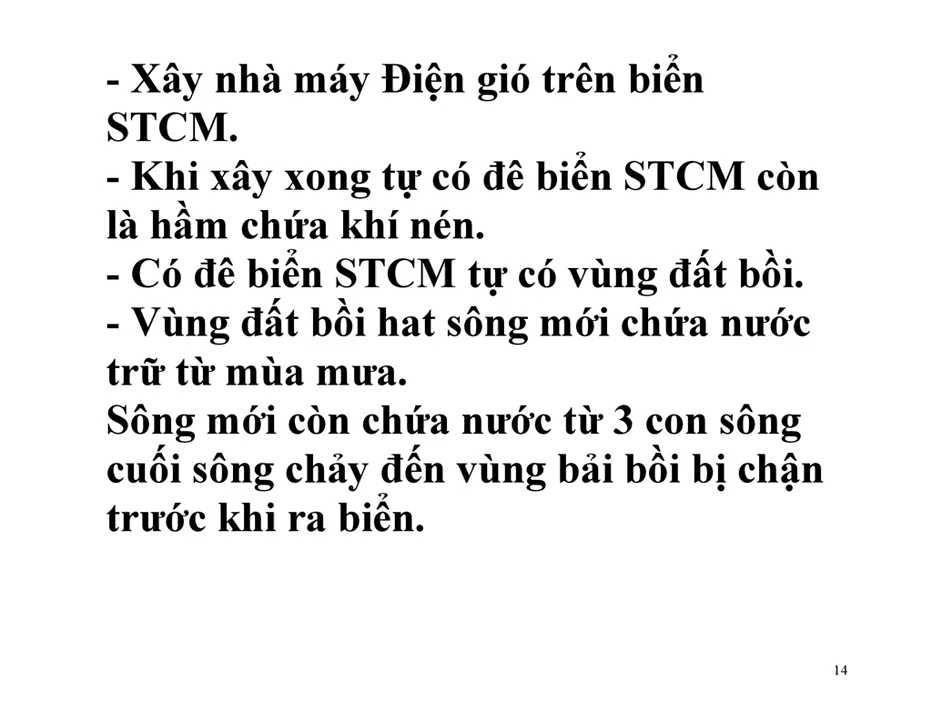 - Xây nhà máy Điện gió trên biển
STCM.
- Khi xây xong tự có đê biển STCM còn
là hầm chứa khí nén.
- Có đê biển STCM tự có vùng đất bồi.
- Vùng đất bồi hat sông mới chứa nước
trữ từ mùa mưa.
Sông mới còn chứa nước từ 3 con sông
cuối sông chảy đến vùng bải bồi bị chận
trước khi ra biển.
14